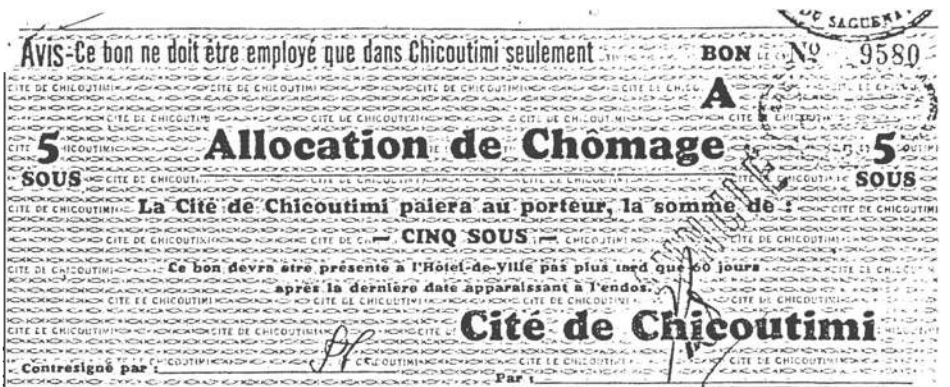 DU SAGUENAY
AVIS-Ce bon ne doit être employé que dans Chicoutimi seulement
BON Nº 9580
A
5 SOUS
Allocation de Chômage
5 SOUS
La Cité de Chicoutimi paiera au porteur, la somme de :
— CINQ SOUS —
Ce bon devra être présenté à l'Hôtel-de-Ville pas plus tard que 60 jours
après la dernière date apparaissant à l'endos.
Cité de Chicoutimi
Contresigné par :
Par :